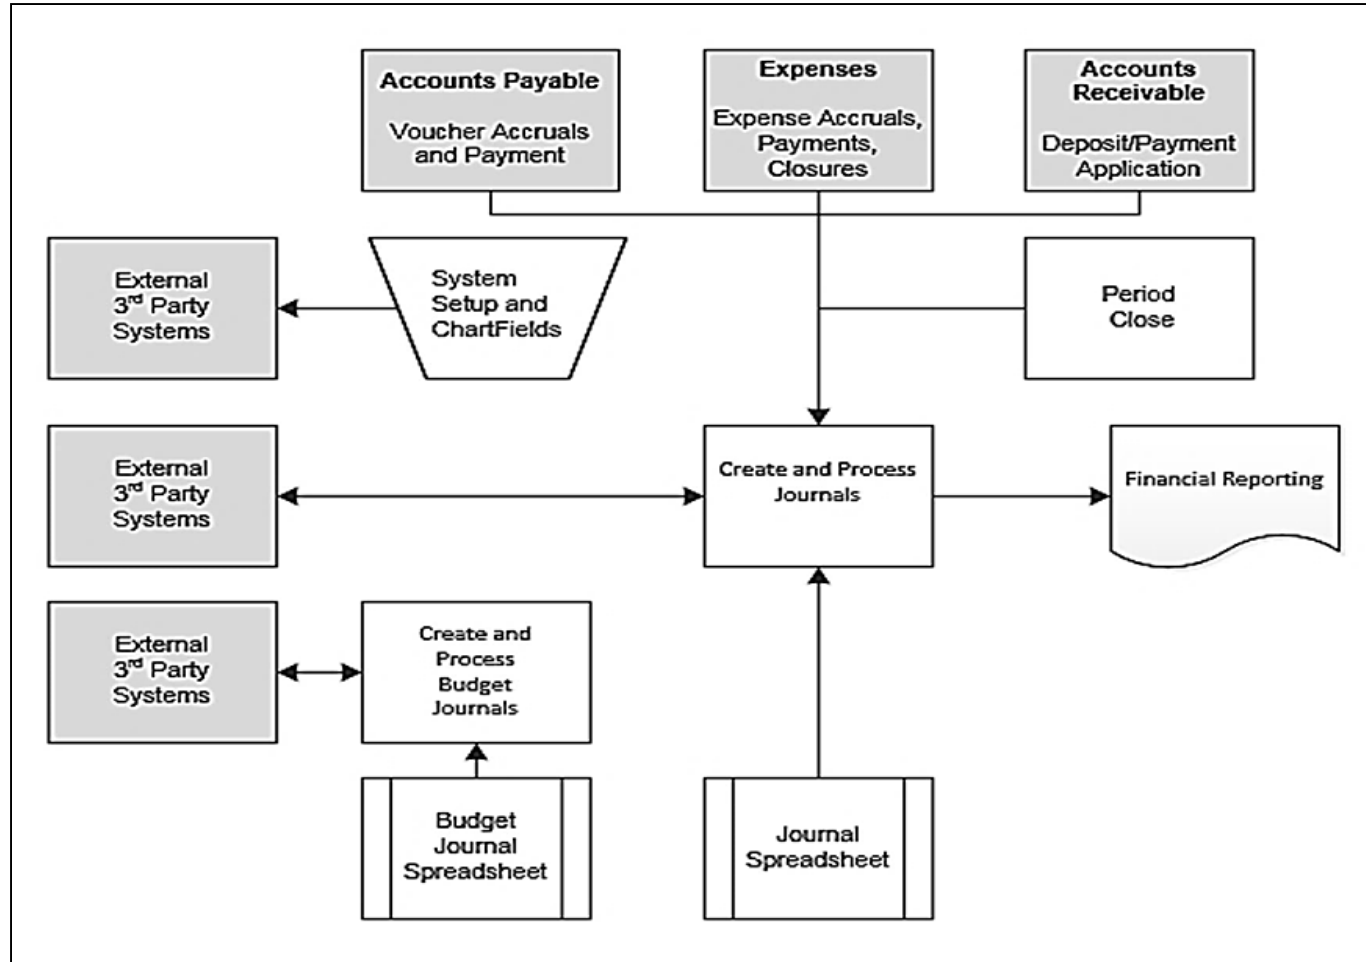 Accounts Payable
Voucher Accruals
and Payment
Expenses
Expense Accruals,
Payments,
Closures
Accounts
Receivable
Deposit/Payment
Application
External
3rd Party
Systems
System
Setup and
ChartFields
Period
Close
External
3rd Party
Systems
Create and Process
Journals
Financial Reporting
External
3rd Party
Systems
Create and
Process
Budget
Journals
Budget
Journal
Spreadsheet
Journal
Spreadsheet